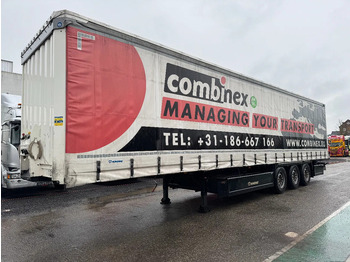 combinex
MANAGING YOUR TRANSPORT
TEL: +31-186-667 166
WWW.COMBINEX.NL